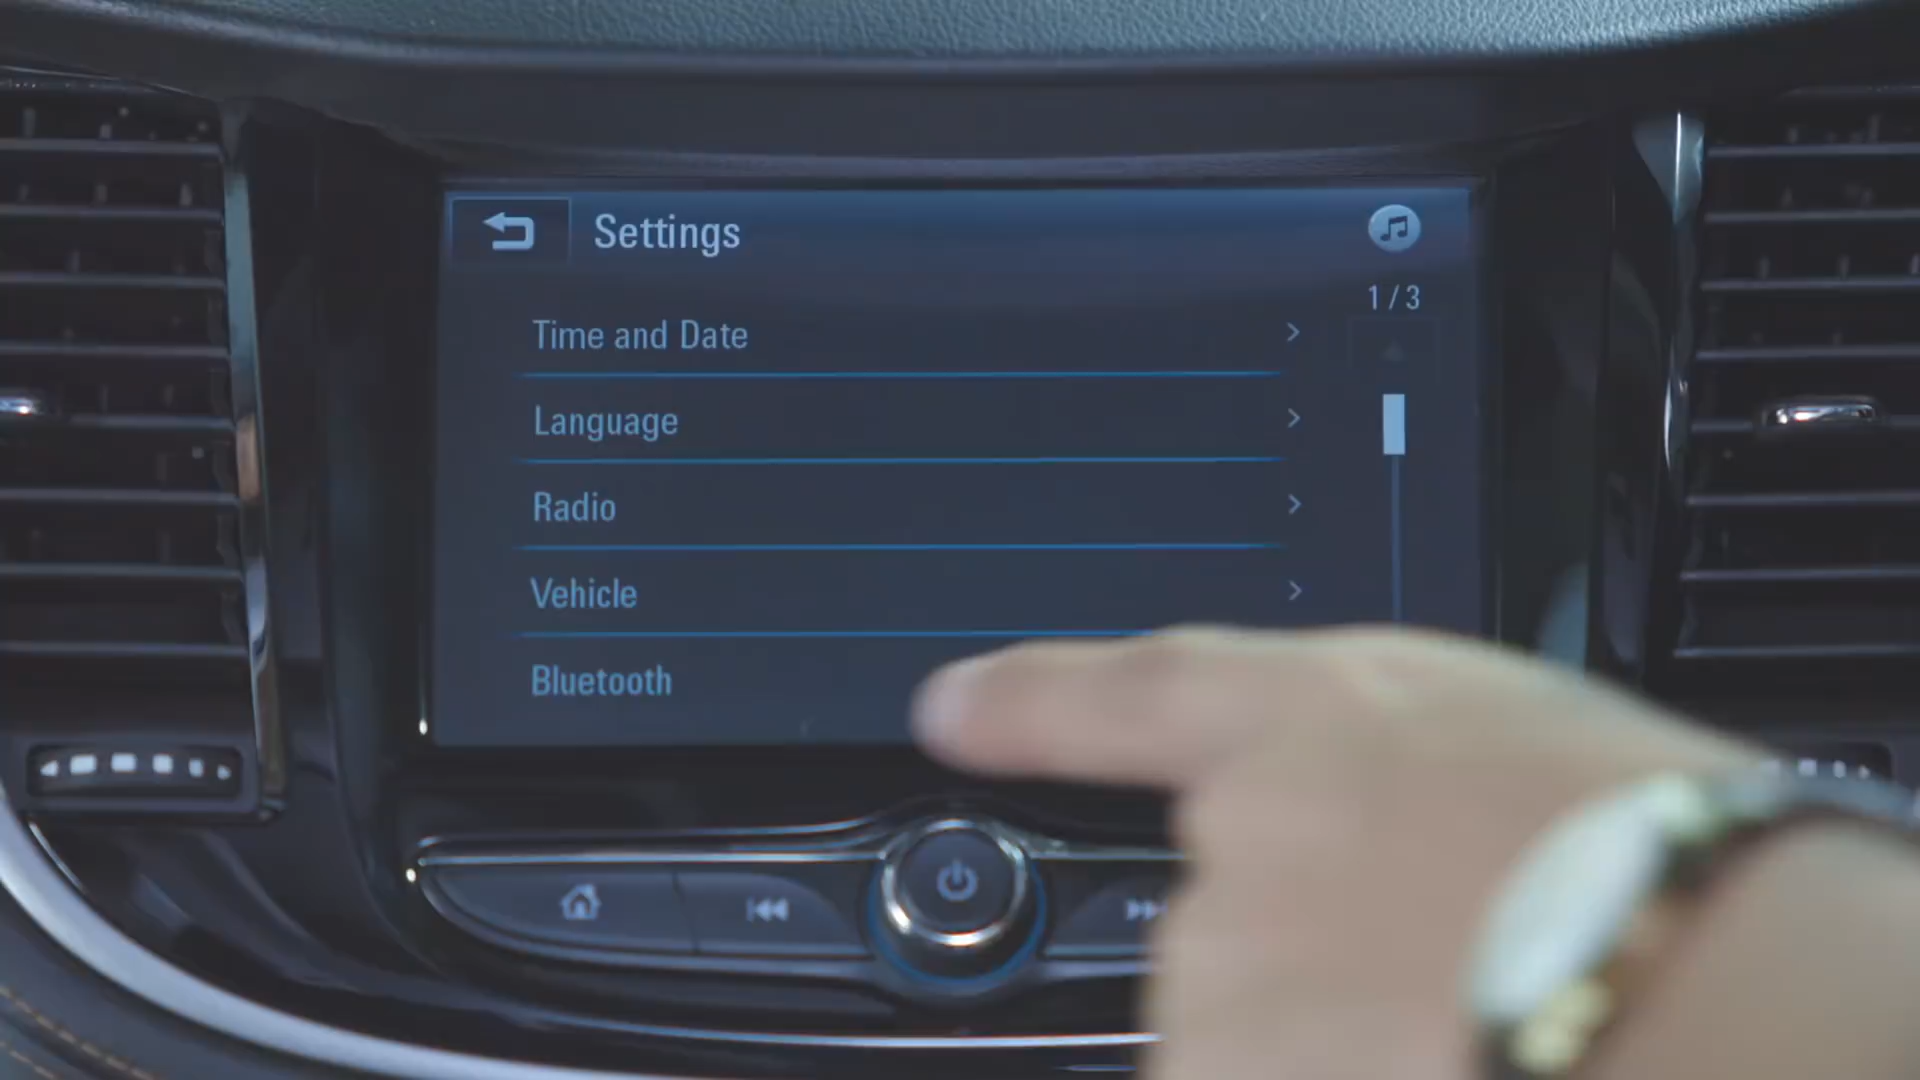 Settings
1 / 3
Time and Date
Language
Radio
Vehicle
Bluetooth